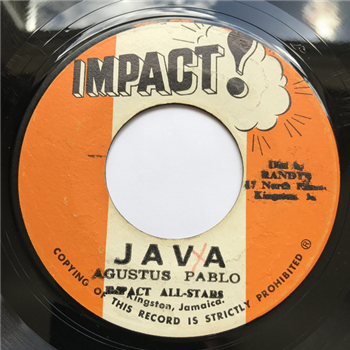 IMPACT!
Dist by
RANDY'S
17 North Parade
Kingston Ja
JAVA
AGUSTUS PABLO
IMPACT ALL-STARS
Kingston, Jamaica.
COPYING OF THIS RECORD IS STRICTLY PROHIBITED ®